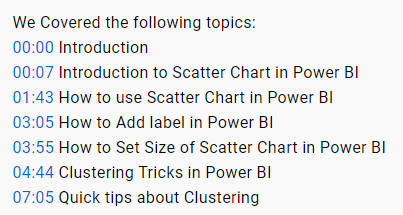 We Covered the following topics:
00:00 Introduction
00:07 Introduction to Scatter Chart in Power BI
01:43 How to use Scatter Chart in Power BI
03:05 How to Add label in Power BI
03:55 How to Set Size of Scatter Chart in Power BI
04:44 Clustering Tricks in Power BI
07:05 Quick tips about Clustering